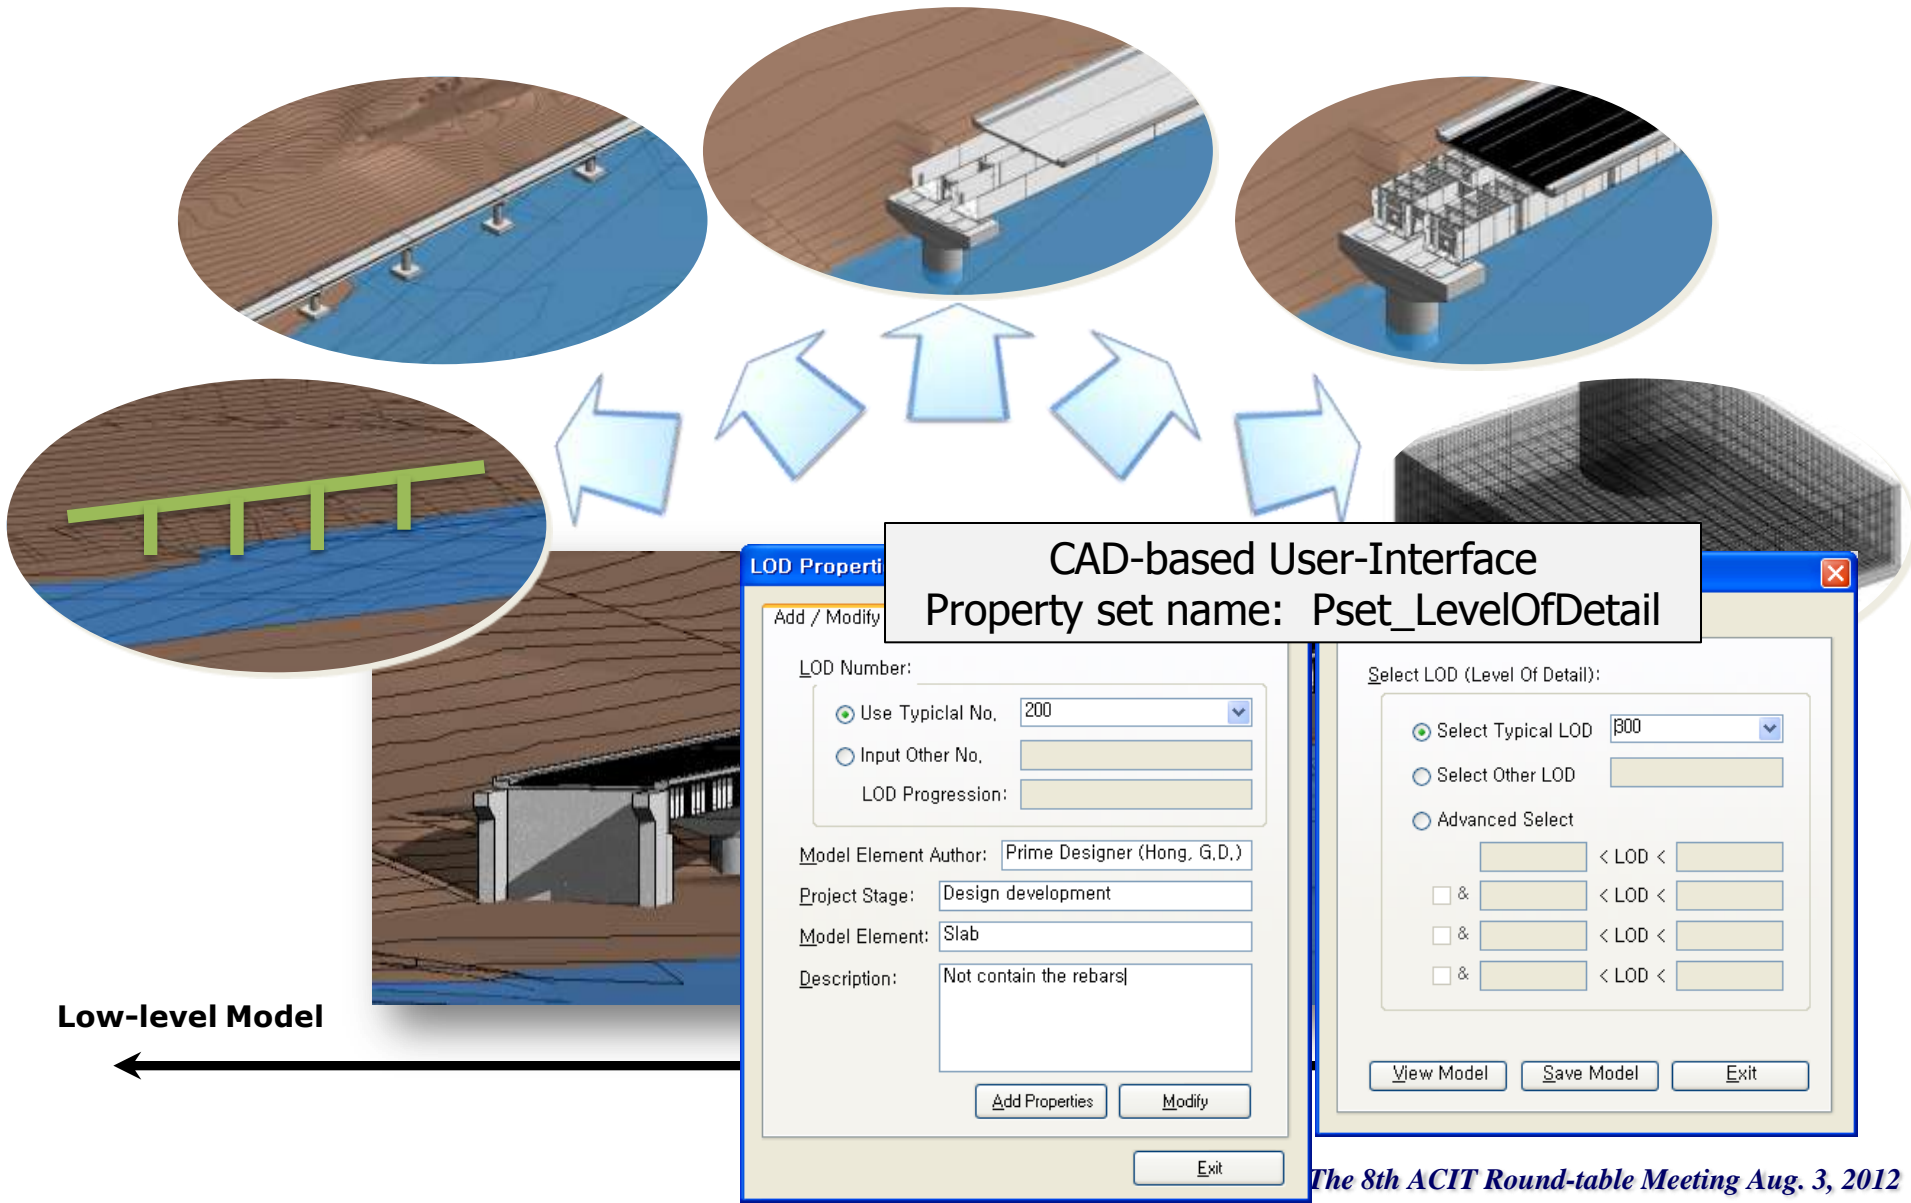 CAD-based User-Interface
Property set name: Pset_LevelOfDetail
LOD Properti
Add / Modify
LOD Number:
Use Typiclal No, 200
Input Other No,
LOD Progression:
Model Element Author: Prime Designer (Hong, G,D,)
Project Stage: Design development
Model Element: Slab
Description: Not contain the rebars
Add Properties Modify
Exit
Select LOD (Level Of Detail):
Select Typical LOD 300
Select Other LOD
Advanced Select
< LOD <
& < LOD <
& < LOD <
& < LOD <
View Model Save Model Exit
Low-level Model
The 8th ACIT Round-table Meeting Aug. 3, 2012